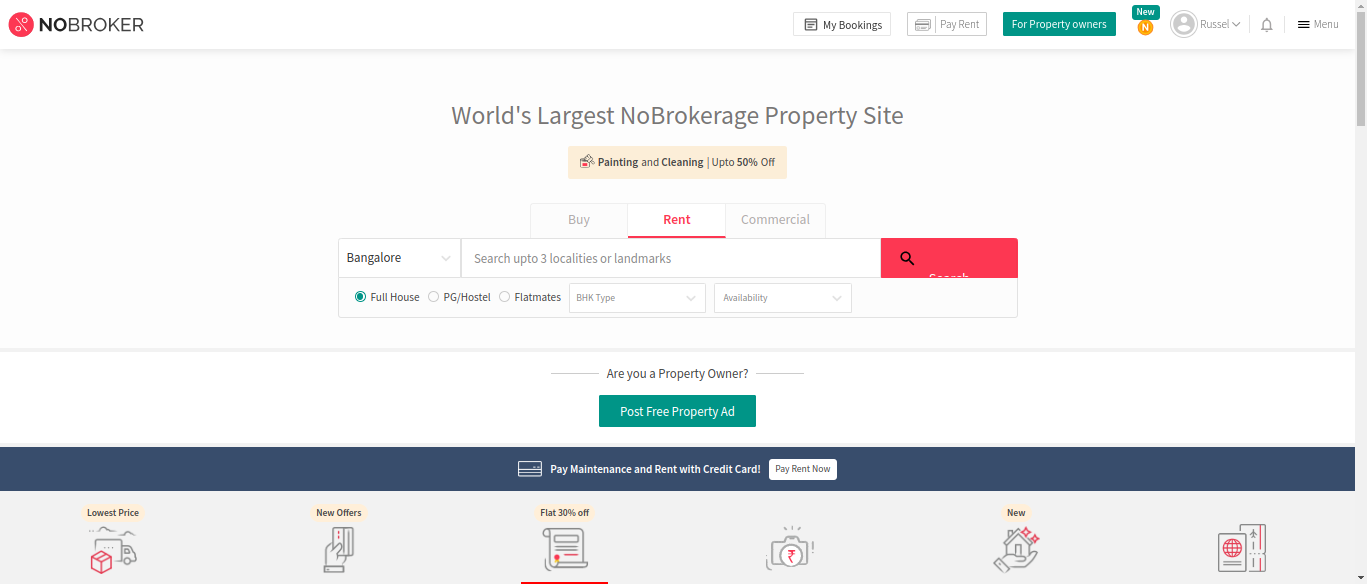 NOBROKER
My Bookings
Pay Rent
For Property owners
New
N
Russel
Menu
World's Largest NoBrokerage Property Site
Painting and Cleaning | Upto 50% Off
Buy
Rent
Commercial
Bangalore
Search upto 3 localities or landmarks
Search
Full House
PG/Hostel
Flatmates
BHK Type
Availability
Are you a Property Owner?
Post Free Property Ad
Pay Maintenance and Rent with Credit Card!
Pay Rent Now
Lowest Price
New Offers
Flat 30% off
New
₹